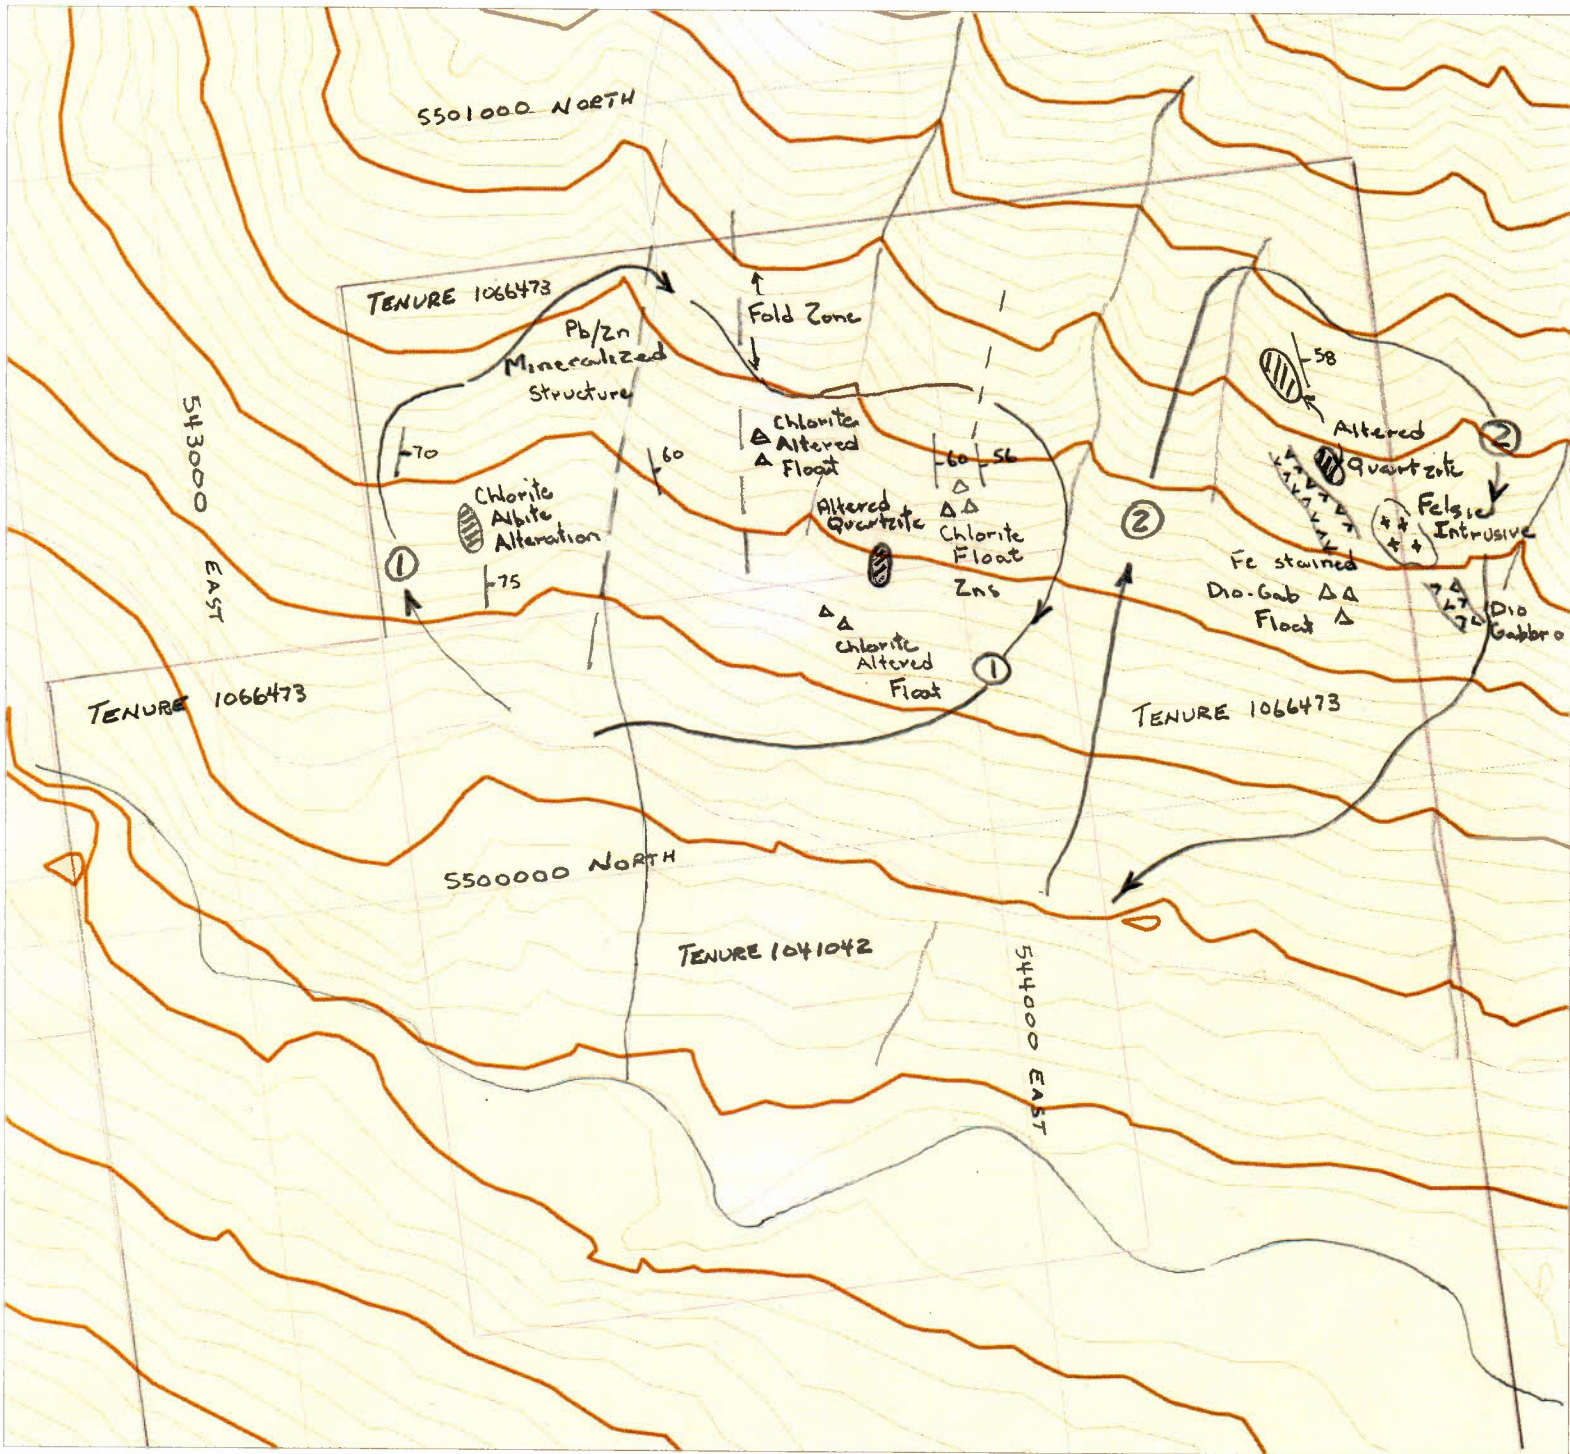 5501000 NORTH
TENURE 1066473
Pb/Zn
Mineralized
Structure
Fold Zone
58
543000 EAST
70
60
Chlorite
Altered
Float
60
56
Altered
Quartzite
2
Chlorite
Albite
Alteration
Altered
Quartzite
Chlorite
Float
ZnS
2
Felsic
Intrusive
1
75
Fe stained
Dio-Gab
Float
Dio
Gabbro
Chlorite
Altered
Float
1
TENURE 1066473
TENURE 1066473
5500000 NORTH
TENURE 1041042
544000 EAST